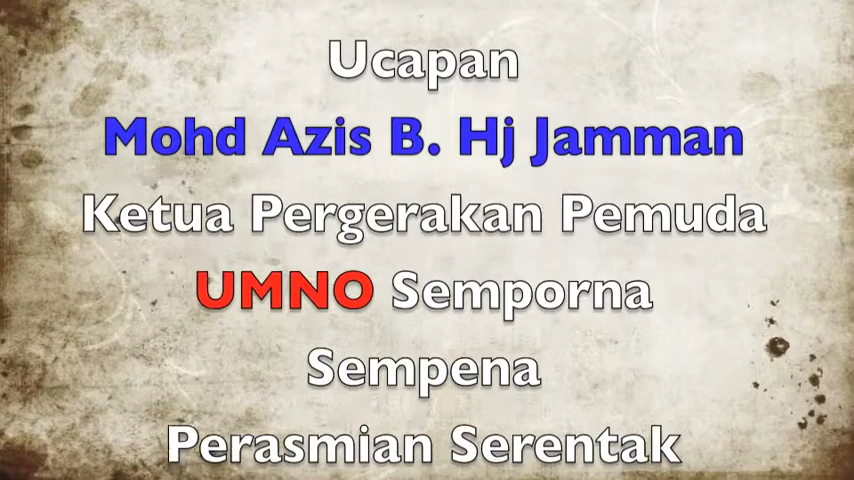 Ucapan
Mohd Azis B. Hj Jamman
Ketua Pergerakan Pemuda
UMNO Semporna
Sempena
Perasmian Serentak